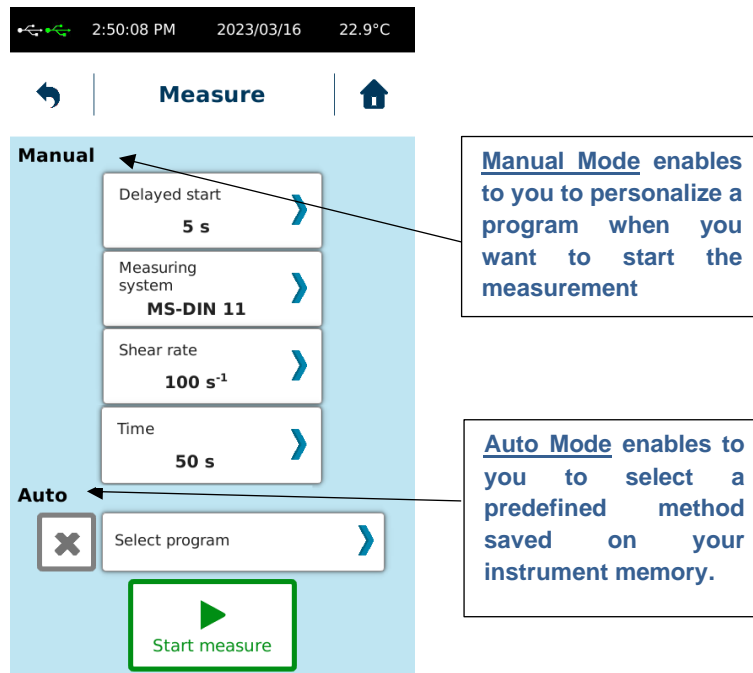 2:50:08 PM 2023/03/16 22.9°C
Measure
Manual
Delayed start
5 s
Measuring
system
MS-DIN 11
Shear rate
100 s⁻¹
Time
50 s
Auto
Select program
Start measure
Manual Mode enables
to you to personalize a
program when you
want to start the
measurement
Auto Mode enables to
you to select a
predefined method
saved on your
instrument memory.